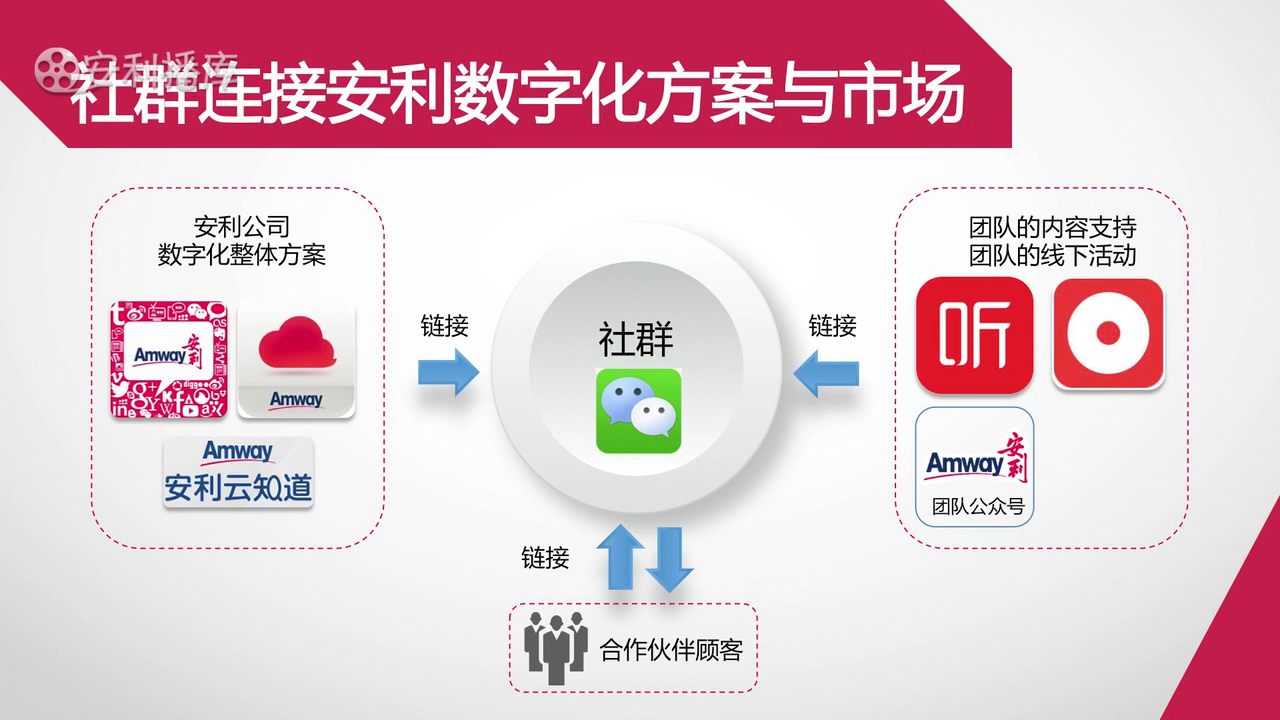 安利播库
社群连接安利数字化方案与市场
安利公司
数字化整体方案
Amway 安利
Amway
Amway
安利云知道
链接
社群
链接
团队的内容支持
团队的线下活动
听
Amway 安利
团队公众号
链接
合作伙伴顾客